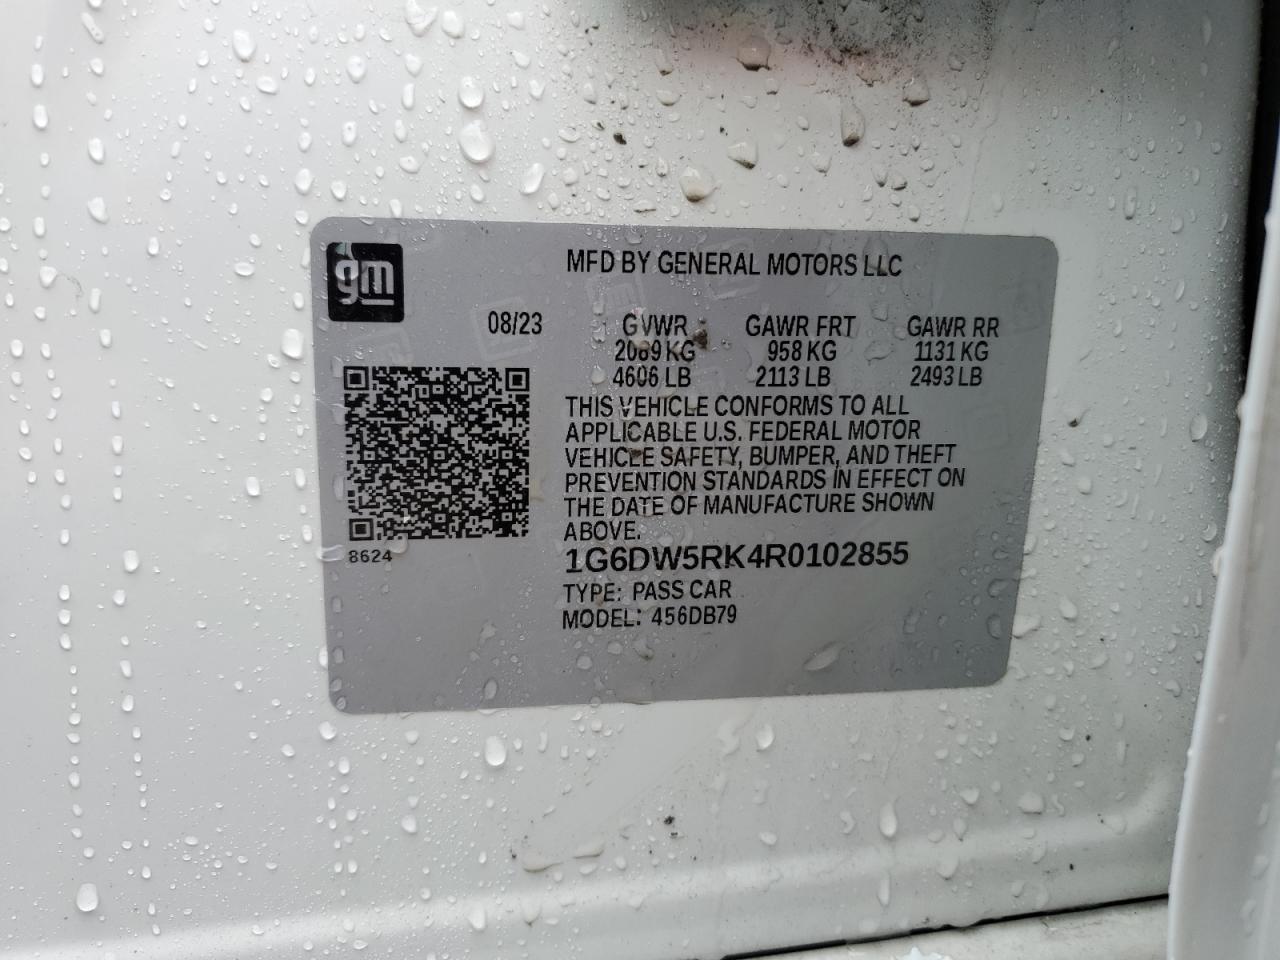 gm
MFD BY GENERAL MOTORS LLC
08/23 GVWR GAWR FRT GAWR RR
2089 KG 958 KG 1131 KG
4606 LB 2113 LB 2493 LB
THIS VEHICLE CONFORMS TO ALL
APPLICABLE U.S. FEDERAL MOTOR
VEHICLE SAFETY, BUMPER, AND THEFT
PREVENTION STANDARDS IN EFFECT ON
THE DATE OF MANUFACTURE SHOWN
ABOVE.
8624
1G6DW5RK4R0102855
TYPE: PASS CAR
MODEL: 456DB79